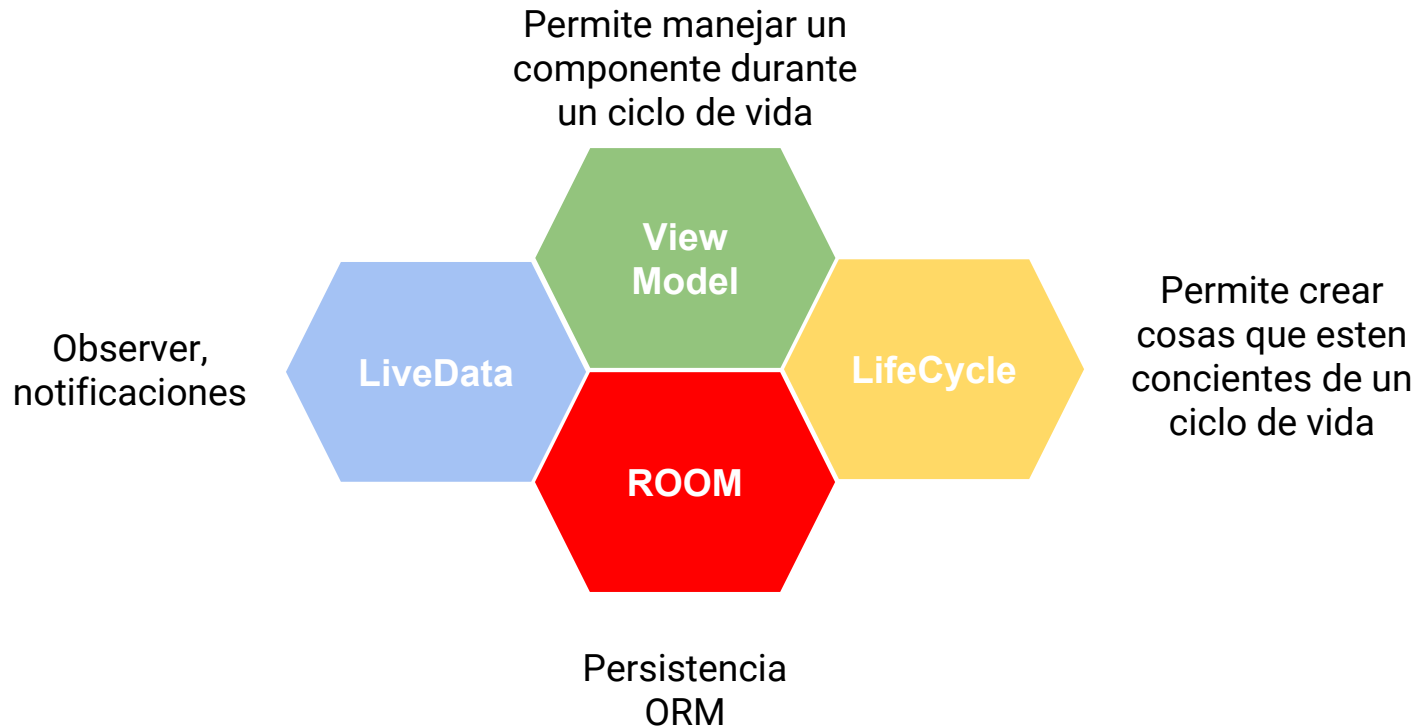 Permite manejar un
componente durante
un ciclo de vida
View
Model
Observer,
notificaciones
LiveData
LifeCycle
Permite crear
cosas que esten
concientes de un
ciclo de vida
ROOM
Persistencia
ORM